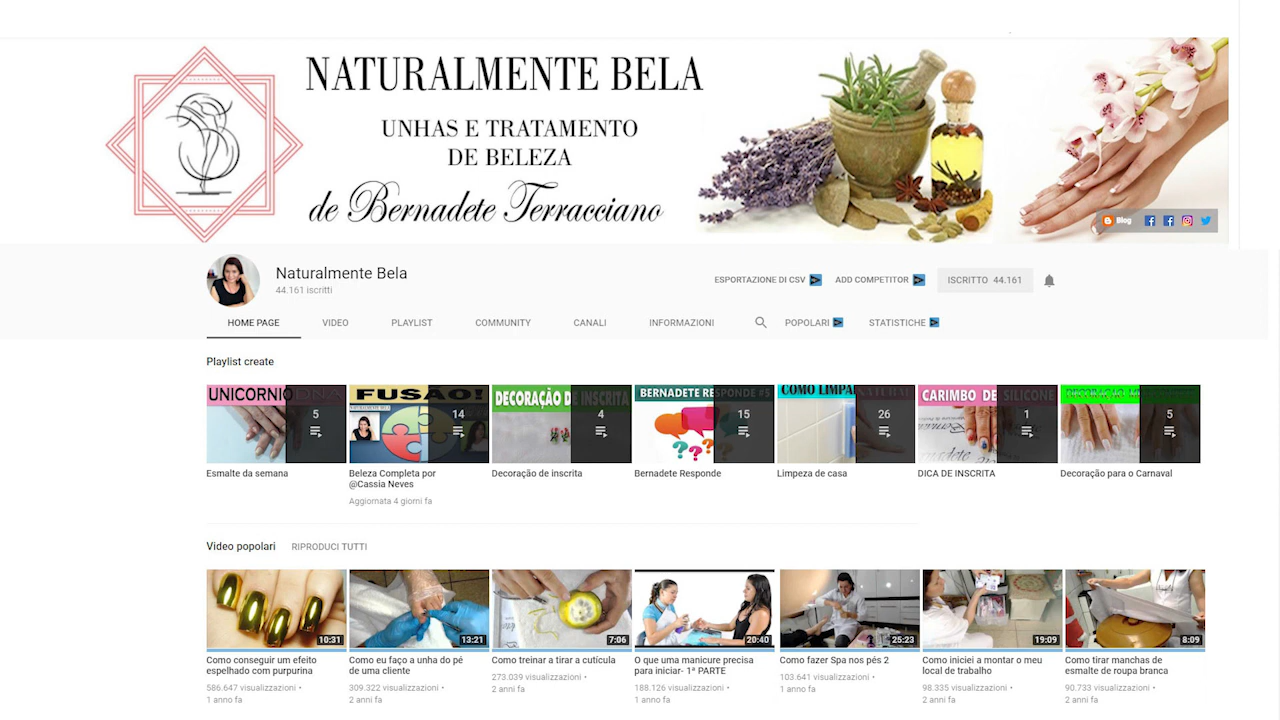 NATURALMENTE BELA
UNHAS E TRATAMENTO
DE BELEZA
de Bernadete Terracciano
Blog
Naturalmente Bela
44.161 iscritti
ESPORTAZIONE DI CSV
ADD COMPETITOR
ISCRITTO 44.161
HOME PAGE
VIDEO
PLAYLIST
COMMUNITY
CANALI
INFORMAZIONI
POPOLARI
STATISTICHE
Playlist create
UNICORNIO
5
FUSÃO!
14
DECORAÇÃO DE INSCRITA
4
BERNADETE RESPONDE #5
15
COMO LIMPAR
26
CARIMBO DE SILICONE
1
5
Esmalte da semana
Beleza Completa por
@Cassia Neves
Aggiornata 4 giorni fa
Decoração de inscrita
Bernadete Responde
Limpeza de casa
DICA DE INSCRITA
Decoração para o Carnaval
Video popolari
RIPRODUCI TUTTI
10:31
13:21
7:06
20:40
25:23
19:09
8:09
Como conseguir um efeito
espelhado com purpurina
586.647 visualizzazioni •
1 anno fa
Como eu faço a unha do pé
de uma cliente
309.322 visualizzazioni •
2 anni fa
Como treinar a tirar a cutícula
273.039 visualizzazioni •
2 anni fa
O que uma manicure precisa
para iniciar- 1ª PARTE
188.126 visualizzazioni •
1 anno fa
Como fazer Spa nos pés 2
103.641 visualizzazioni •
1 anno fa
Como iniciei a montar o meu
local de trabalho
98.335 visualizzazioni •
2 anni fa
Como tirar manchas de
esmalte de roupa branca
90.733 visualizzazioni •
2 anni fa